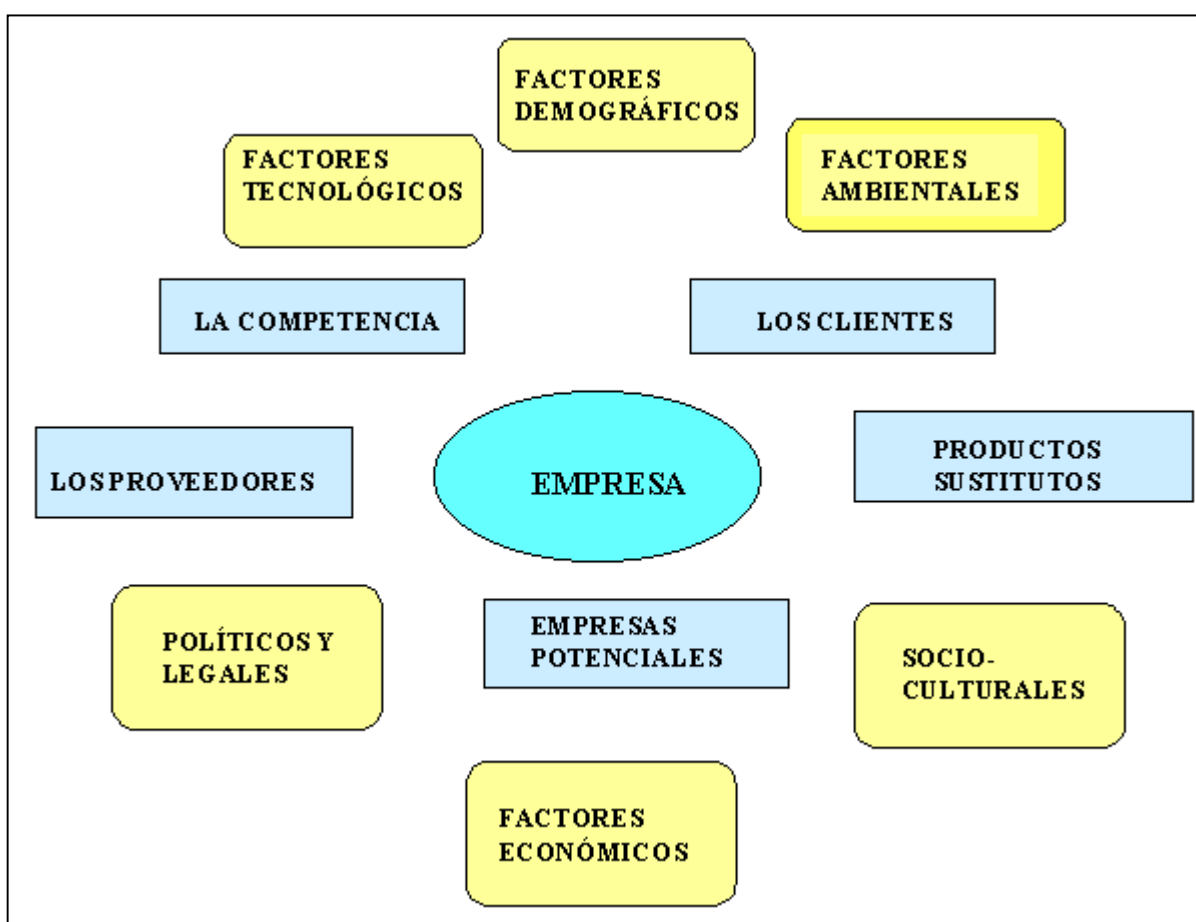 FACTORES
DEMOGRÁFICOS
FACTORES
TECNOLÓGICOS
FACTORES
AMBIENTALES
LA COMPETENCIA
LOS CLIENTES
LOS PROVEEDORES
EMPRESA
PRODUCTOS
SUSTITUTOS
POLÍTICOS Y
LEGALES
EMPRESAS
POTENCIALES
SOCIO-
CULTURALES
FACTORES
ECONÓMICOS